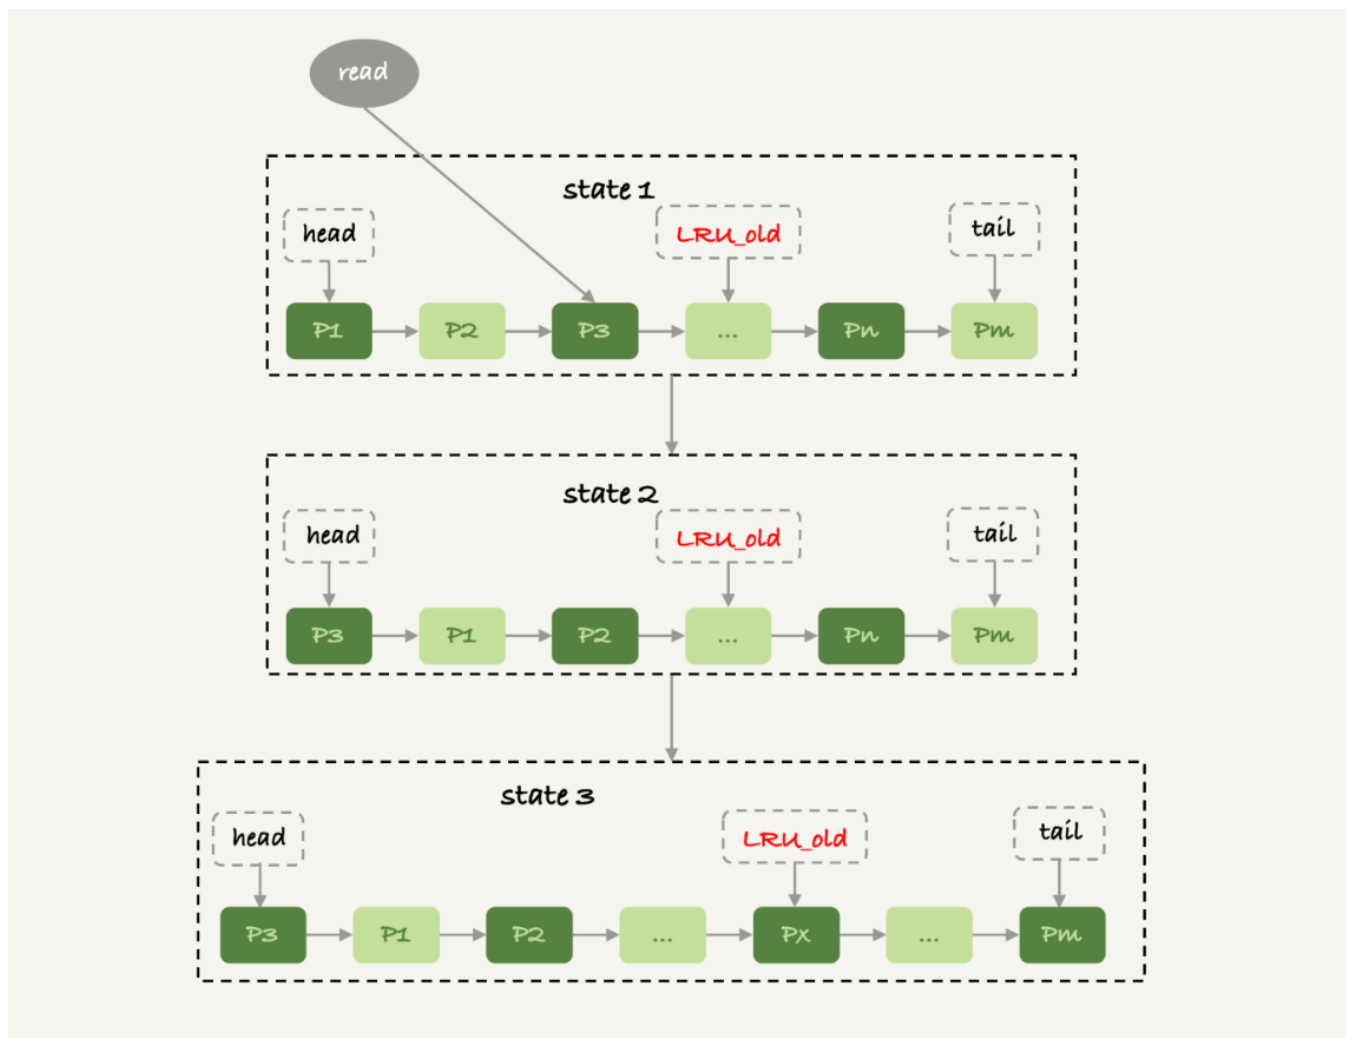 read
state 1
head
LRU_old
tail
P1
P2
P3
...
Pn
Pm
state 2
head
LRU_old
tail
P3
P1
P2
...
Pn
Pm
state 3
head
LRU_old
tail
P3
P1
P2
...
Px
...
Pm